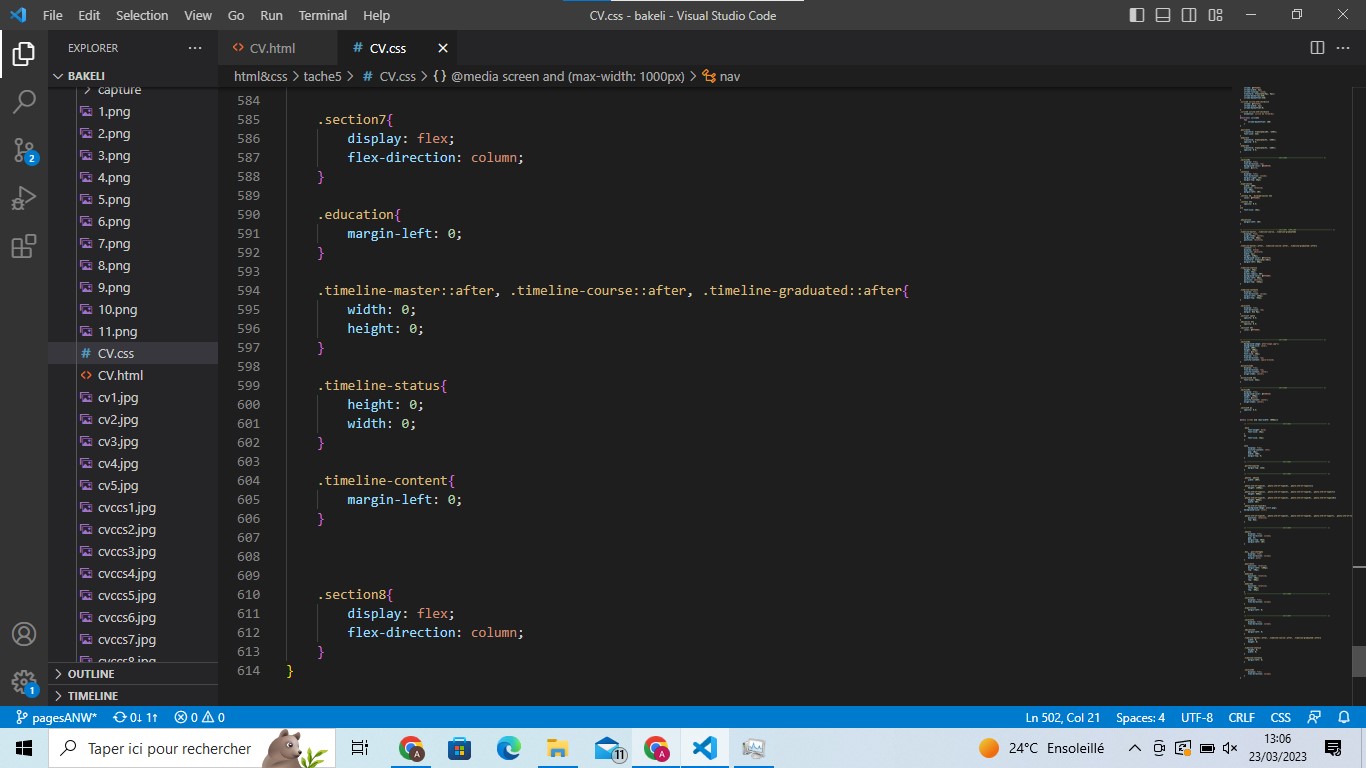 File Edit Selection View Go Run Terminal Help
CV.css - bakeli - Visual Studio Code
EXPLORER
CV.html
CV.css
BAKELI
html&css > tache5 > # CV.css > {} @media screen and (max-width: 1000px) > nav
capture
1.png
2.png
3.png
4.png
5.png
6.png
7.png
8.png
9.png
10.png
11.png
# CV.css
<> CV.html
cv1.jpg
cv2.jpg
cv3.jpg
cv4.jpg
cv5.jpg
cvccs1.jpg
cvccs2.jpg
cvccs3.jpg
cvccs4.jpg
cvccs5.jpg
cvccs6.jpg
cvccs7.jpg
cvccs8.jpg
OUTLINE
TIMELINE
2
1
584
585 .section7{
586 display: flex;
587 flex-direction: column;
588 }
589
590 .education{
591 margin-left: 0;
592 }
593
594 .timeline-master::after, .timeline-course::after, .timeline-graduated::after{
595 width: 0;
596 height: 0;
597 }
598
599 .timeline-status{
600 height: 0;
601 width: 0;
602 }
603
604 .timeline-content{
605 margin-left: 0;
606 }
607
608
609
610 .section8{
611 display: flex;
612 flex-direction: column;
613 }
614 }
pagesANW* 0↓ 1↑ 0 0
Ln 502, Col 21 Spaces: 4 UTF-8 CRLF CSS
Taper ici pour rechercher
A
11
A
24°C Ensoleillé
13:06
23/03/2023